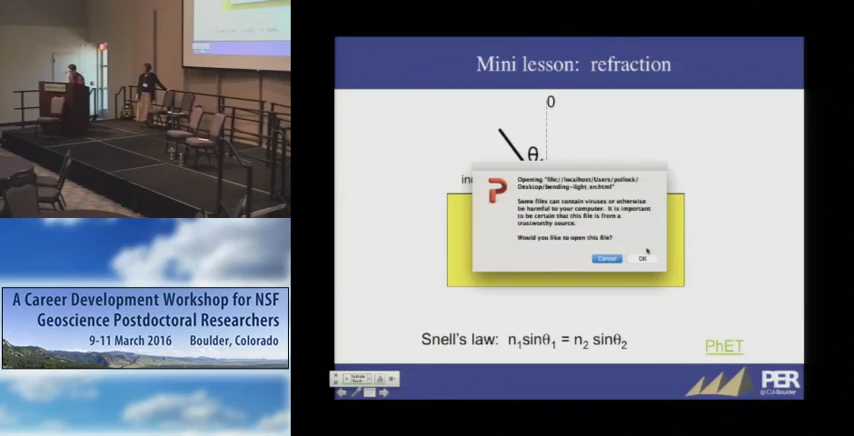 Mini lesson: refraction
0
θ
in
Opening "file://localhost/Users/pollock/
Desktop/bending-light_en.html"
Some files can contain viruses or otherwise
be harmful to your computer. It is important
to be certain that this file is from a
trustworthy source.
Would you like to open this file?
Cancel
OK
Snell's law: n1sinθ1 = n2 sinθ2
PhET
PER
@CU-Boulder
A Career Development Workshop for NSF
Geoscience Postdoctoral Researchers
9-11 March 2016 Boulder, Colorado